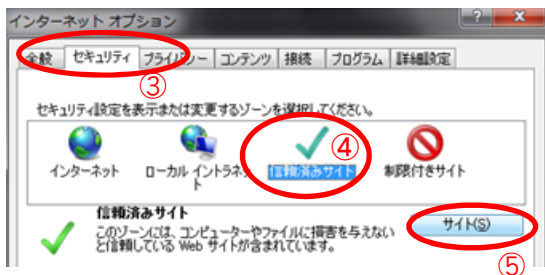 インターネット オプション
全般 セキュリティ プライバシー コンテンツ 接続 プログラム 詳細設定
③
セキュリティ設定を表示または変更するゾーンを選択してください。
④
インターネット ローカル イントラネット 信頼済みサイト 制限付きサイト
信頼済みサイト
このゾーンには、コンピューターやファイルに損害を与えない
と信頼している Web サイトが含まれています。
サイト(S)
⑤